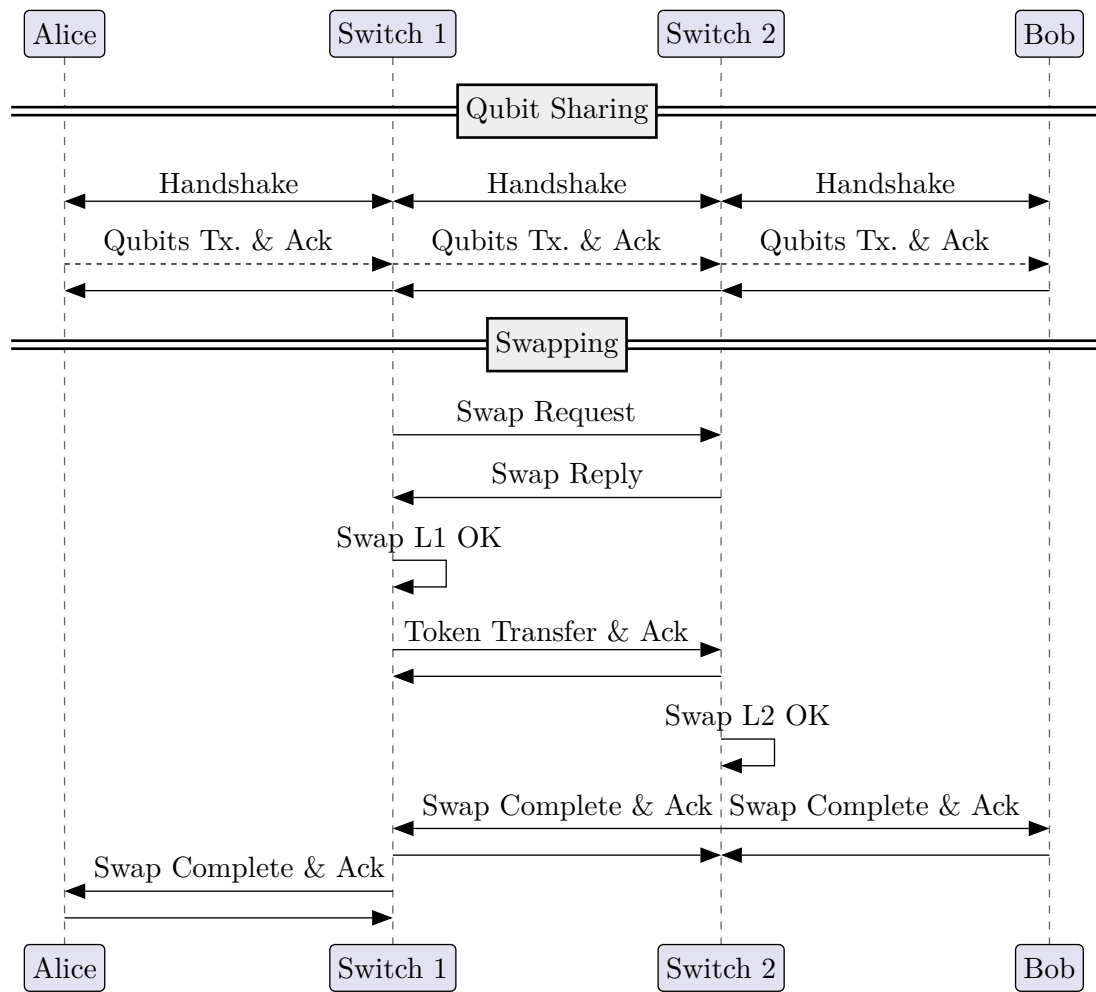 Alice Switch 1 Switch 2 Bob
Qubit Sharing
Handshake Handshake Handshake
Qubits Tx. & Ack Qubits Tx. & Ack Qubits Tx. & Ack
Swapping
Swap Request
Swap Reply
Swap L1 OK
Token Transfer & Ack
Swap L2 OK
Swap Complete & Ack Swap Complete & Ack
Swap Complete & Ack
Alice Switch 1 Switch 2 Bob